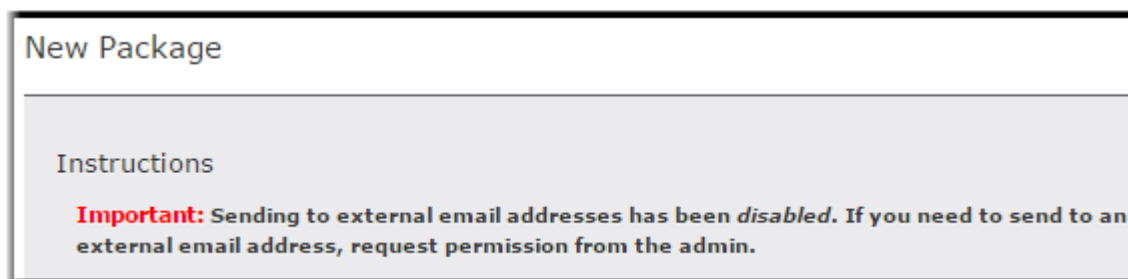 New Package
Instructions
Important: Sending to external email addresses has been disabled. If you need to send to an
external email address, request permission from the admin.